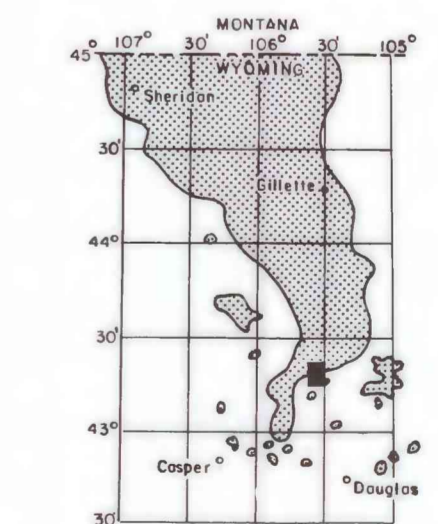 MONTANA
45° 107° 30' 106° 30' 105°
WYOMING
Sheridan
30'
Gillette
44°
30'
43°
Casper
Douglas
30'